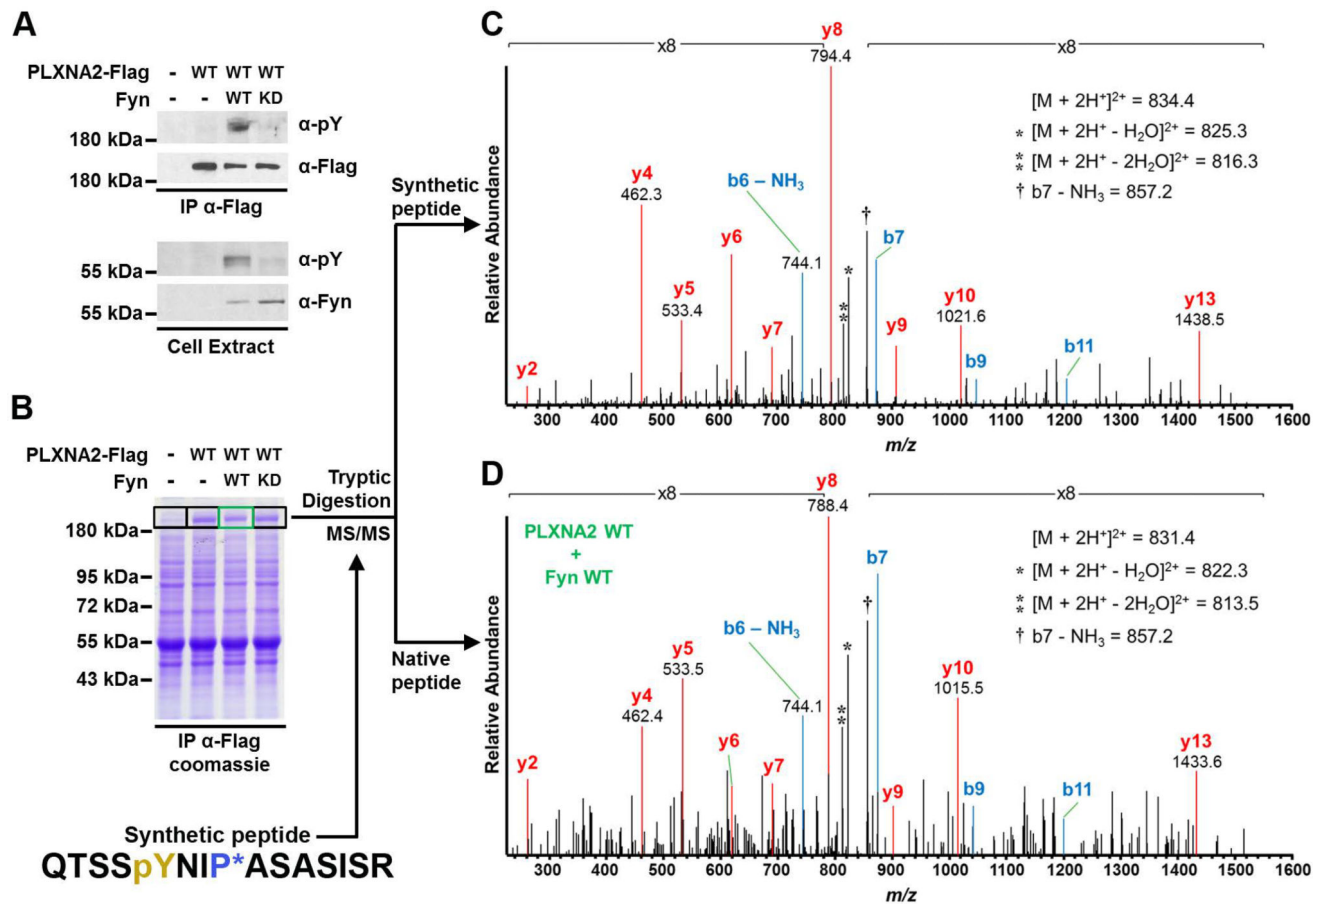 A
PLXNA2-Flag - WT WT WT
Fyn - - WT KD
α-pY
180 kDa
α-Flag
180 kDa
IP α-Flag
α-pY
55 kDa
α-Fyn
55 kDa
Cell Extract
B
PLXNA2-Flag - WT WT WT
Fyn - - WT KD
180 kDa
95 kDa
72 kDa
55 kDa
43 kDa
IP α-Flag
coomassie
Tryptic
Digestion
MS/MS
Synthetic
peptide
Native
peptide
Synthetic peptide
QTSSpYNIP*ASASISR
C
x8
x8
y8
794.4
[M + 2H⁺]²⁺ = 834.4
* [M + 2H⁺ - H₂O]²⁺ = 825.3
** [M + 2H⁺ - 2H₂O]²⁺ = 816.3
† b7 - NH₃ = 857.2
y4
462.3
b6 – NH₃
744.1
y6
y5
533.4
y7
y2
†
*
**
b7
y9
y10
1021.6
b9
b11
y13
1438.5
Relative Abundance
300 400 500 600 700 800 900 1000 1100 1200 1300 1400 1500 1600
m/z
D
x8
x8
y8
788.4
PLXNA2 WT
+
Fyn WT
[M + 2H⁺]²⁺ = 831.4
* [M + 2H⁺ - H₂O]²⁺ = 822.3
** [M + 2H⁺ - 2H₂O]²⁺ = 813.5
† b7 - NH₃ = 857.2
b7
b6 – NH₃
744.1
y5
533.5
y4
462.4
y6
y7
y2
†
*
**
y9
y10
1015.5
b9
b11
y13
1433.6
Relative Abundance
300 400 500 600 700 800 900 1000 1100 1200 1300 1400 1500 1600
m/z